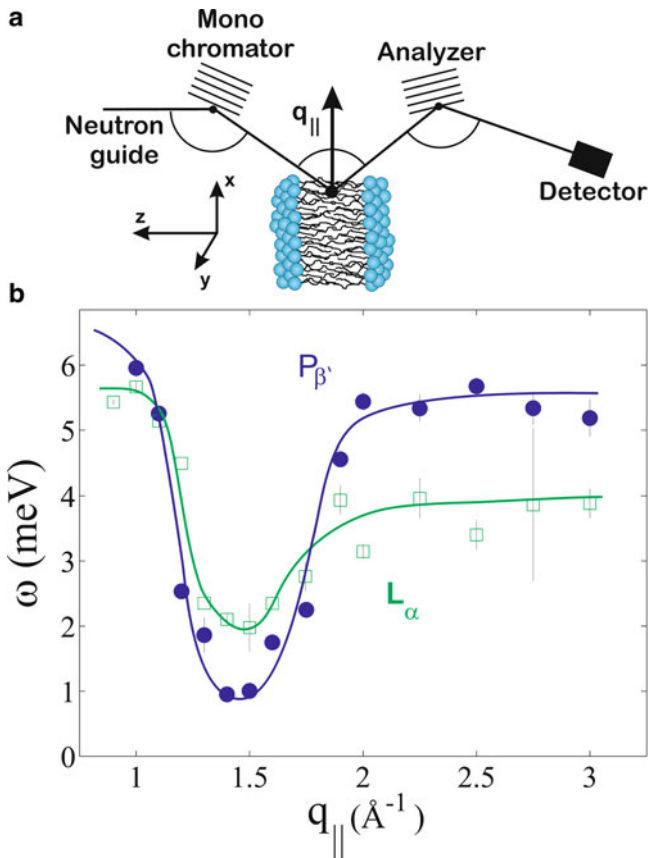 a
Mono
chromator
Analyzer
q||
Neutron
guide
Detector
x
z
y
b
6
5
4
3
2
1
0
Pβ‵
Lα
ω (meV)
1
1.5
2
2.5
3
q|| (Å⁻¹)